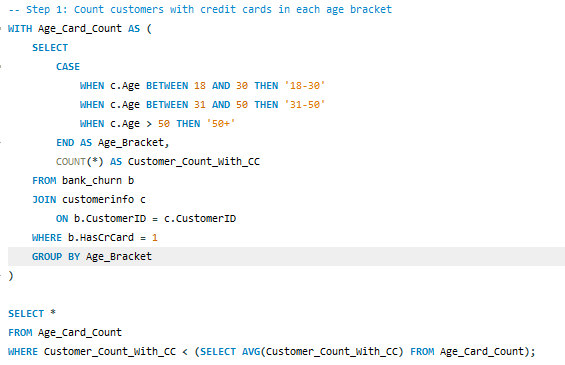 -- Step 1: Count customers with credit cards in each age bracket
WITH Age_Card_Count AS (
SELECT
CASE
WHEN c.Age BETWEEN 18 AND 30 THEN '18-30'
WHEN c.Age BETWEEN 31 AND 50 THEN '31-50'
WHEN c.Age > 50 THEN '50+'
END AS Age_Bracket,
COUNT(*) AS Customer_Count_With_CC
FROM bank_churn b
JOIN customerinfo c
ON b.CustomerID = c.CustomerID
WHERE b.HasCrCard = 1
GROUP BY Age_Bracket
)
SELECT *
FROM Age_Card_Count
WHERE Customer_Count_With_CC < (SELECT AVG(Customer_Count_With_CC) FROM Age_Card_Count);